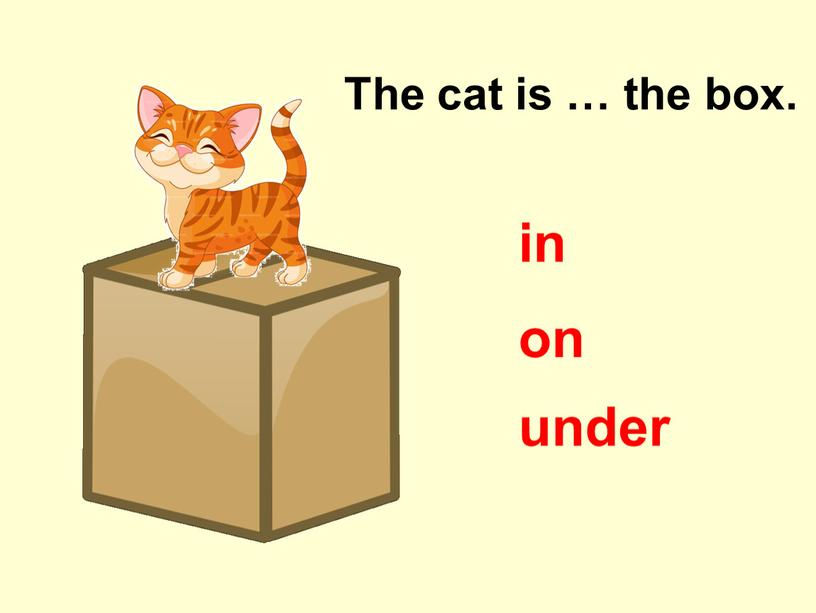 The cat is … the box.
in
on
under